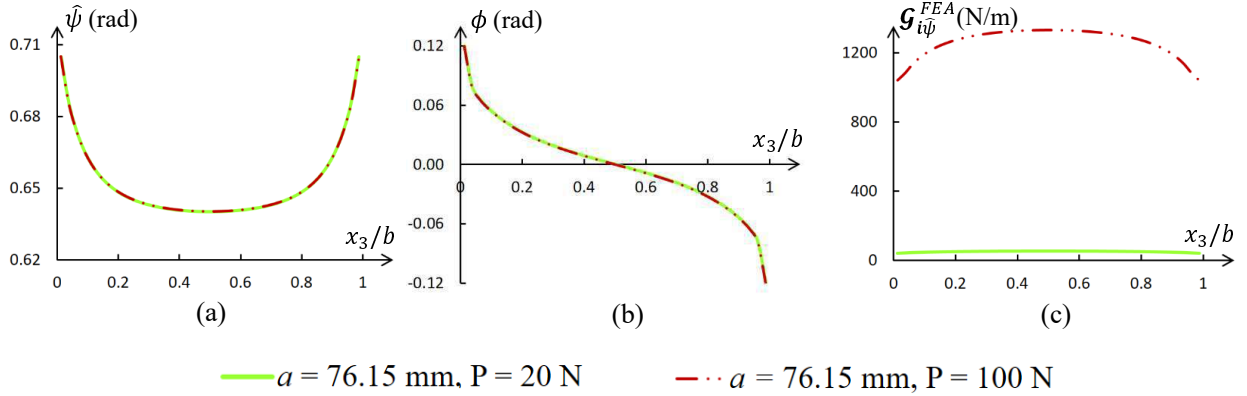 ψ̂ (rad)
0.71
0.68
0.65
0.62
0 0.2 0.4 0.6 0.8 1
x₃/b
(a)
ϕ (rad)
0.12
0.06
0.00
-0.06
-0.12
0 0.2 0.4 0.6 0.8 1
x₃/b
(b)
𝓖ᵢψ̂^FEA (N/m)
1200
800
400
0
0 0.2 0.4 0.6 0.8 1
x₃/b
(c)
a = 76.15 mm, P = 20 N
a = 76.15 mm, P = 100 N